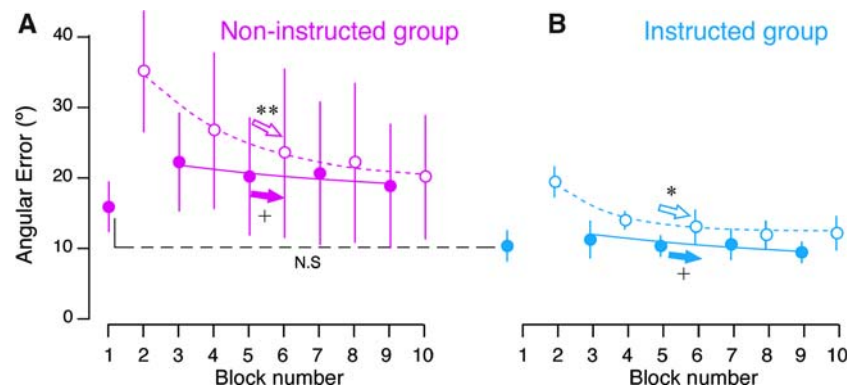 A Non-instructed group
B Instructed group
Angular Error (°)
40
30
20
10
0
**
+
N.S
*
+
1 2 3 4 5 6 7 8 9 10
Block number
1 2 3 4 5 6 7 8 9 10
Block number